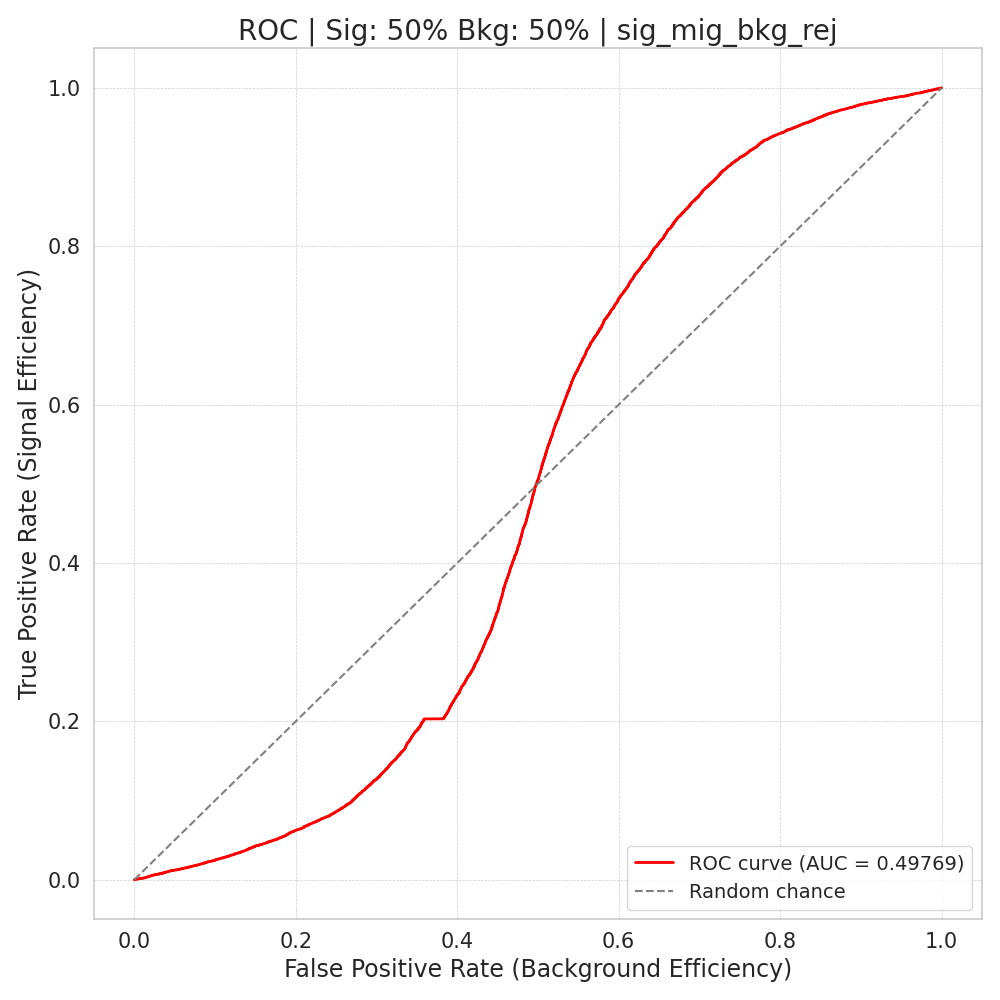 ROC | Sig: 50% Bkg: 50% | sig_mig_bkg_rej
True Positive Rate (Signal Efficiency)
1.0
0.8
0.6
0.4
0.2
0.0
ROC curve (AUC = 0.49769)
Random chance
0.0 0.2 0.4 0.6 0.8 1.0
False Positive Rate (Background Efficiency)